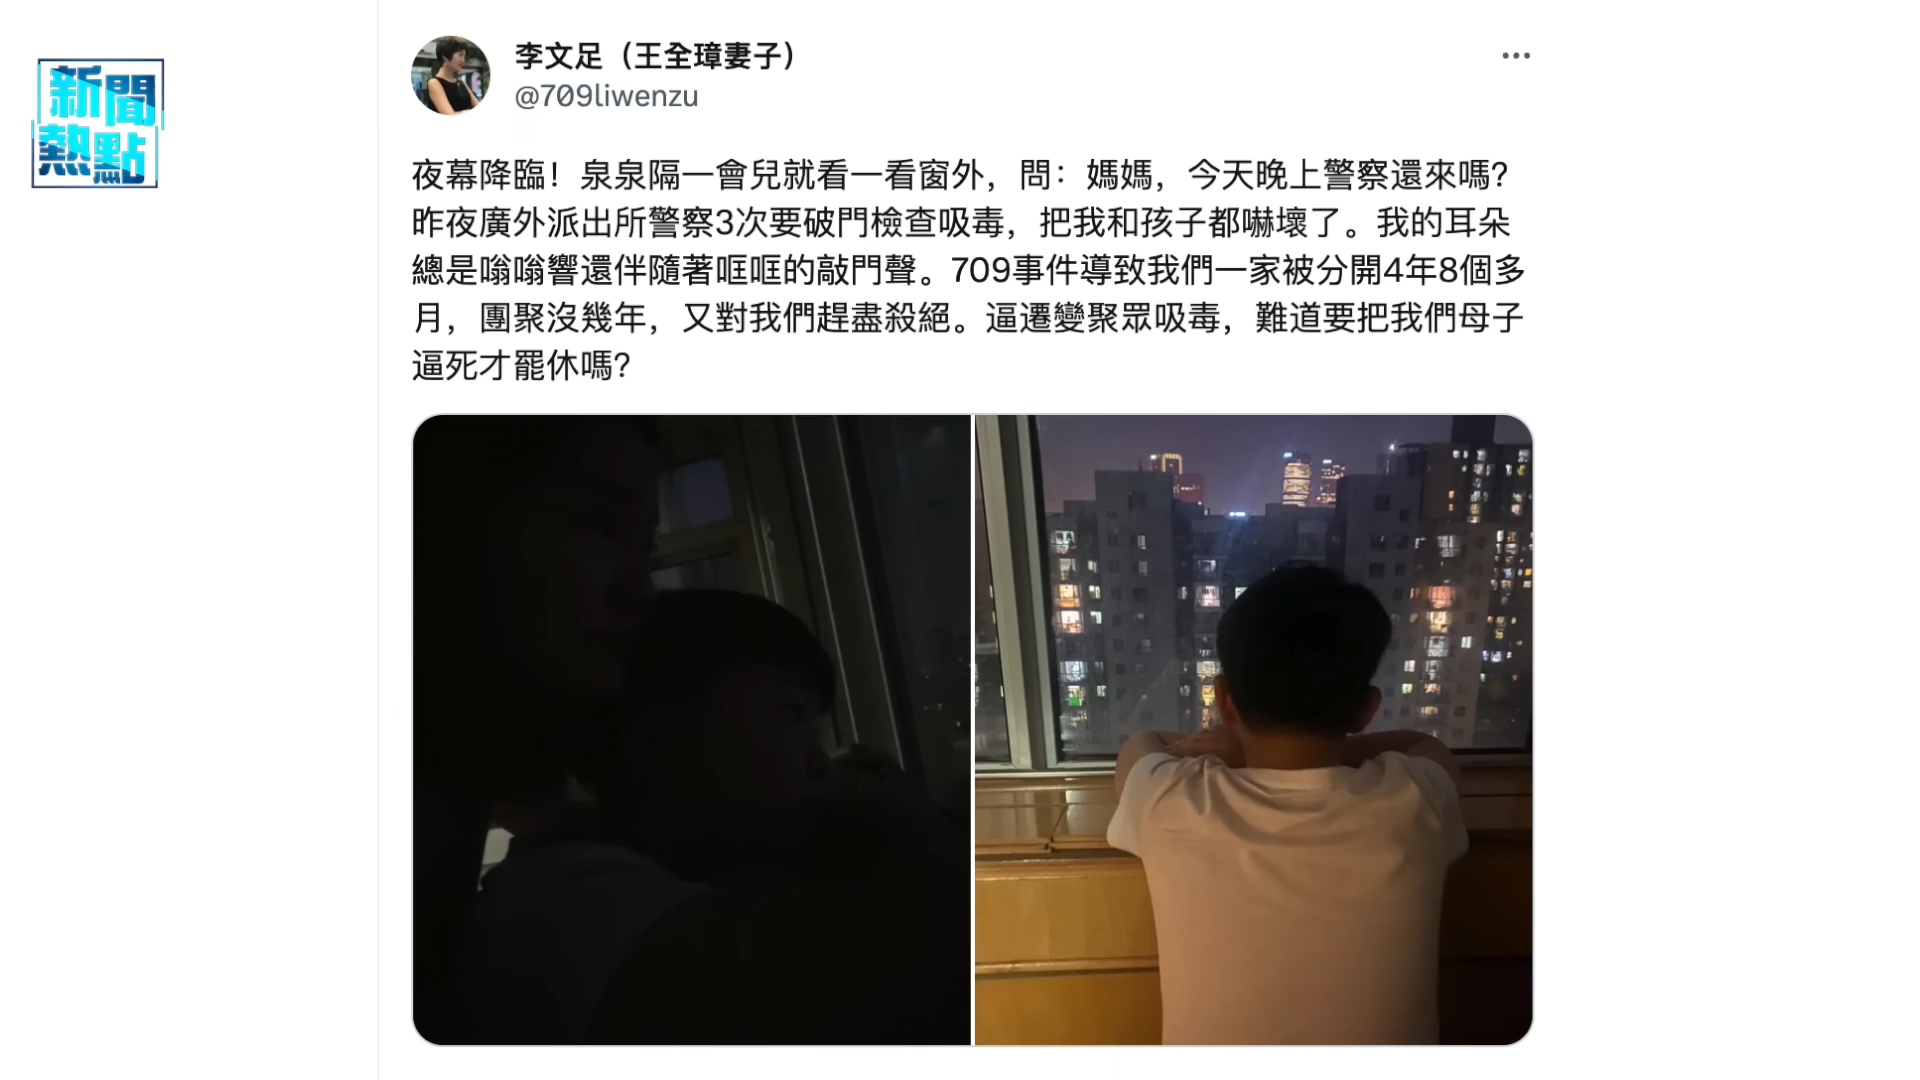 新聞
熱點
李文足（王全璋妻子）
@709liwenzu
夜幕降臨！泉泉隔一會兒就看一看窗外，問：媽媽，今天晚上警察還來嗎？
昨夜廣外派出所警察3次要破門檢查吸毒，把我和孩子都嚇壞了。我的耳朵
總是嗡嗡響還伴隨著哐哐的敲門聲。709事件導致我們一家被分開4年8個多
月，團聚沒幾年，又對我們趕盡殺絕。逼遷變聚眾吸毒，難道要把我們母子
逼死才罷休嗎？